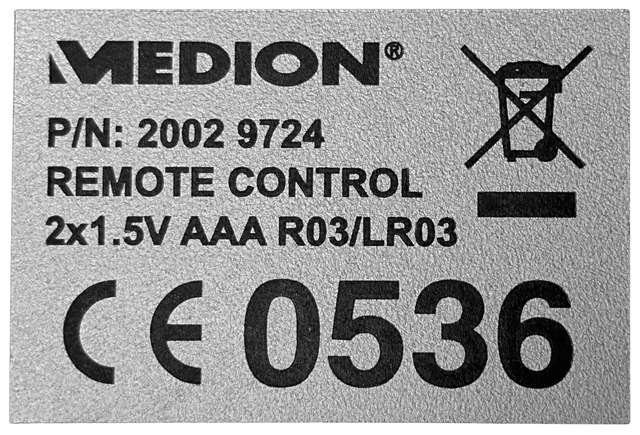 MEDION®
P/N: 2002 9724
REMOTE CONTROL
2x1.5V AAA R03/LR03
CE 0536